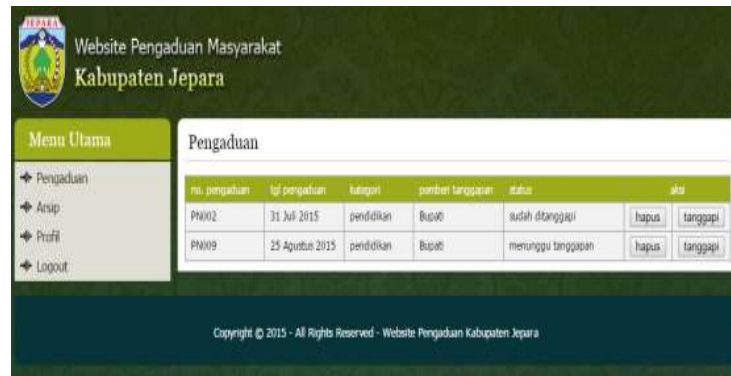 JEPARA
Website Pengaduan Masyarakat
Kabupaten Jepara
Menu Utama
Pengaduan
Arsip
Profil
Logout
Pengaduan
no. pengaduan tgl pengaduan kategori pemberi tanggapan status aksi
PN002 31 Juli 2015 pendidikan Bupati sudah ditanggapi hapus tanggapi
PN009 25 Agustus 2015 pendidikan Bupati menunggu tanggapan hapus tanggapi
Copyright © 2015 - All Rights Reserved - Website Pengaduan Kabupaten Jepara